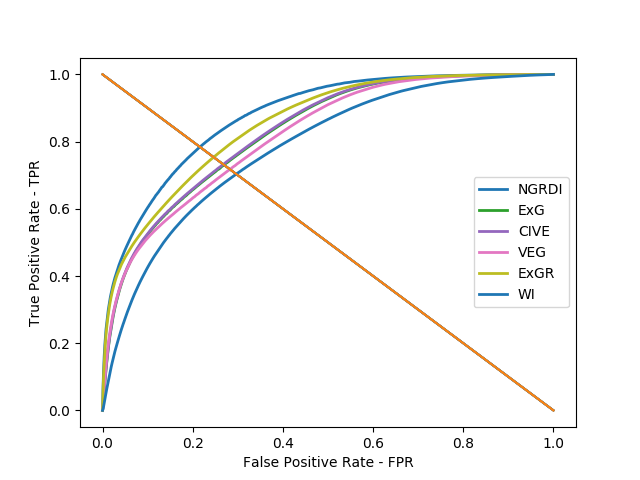 1.0
0.8
0.6
0.4
0.2
0.0
True Positive Rate - TPR
NGRDI
ExG
CIVE
VEG
ExGR
WI
0.0 0.2 0.4 0.6 0.8 1.0
False Positive Rate - FPR